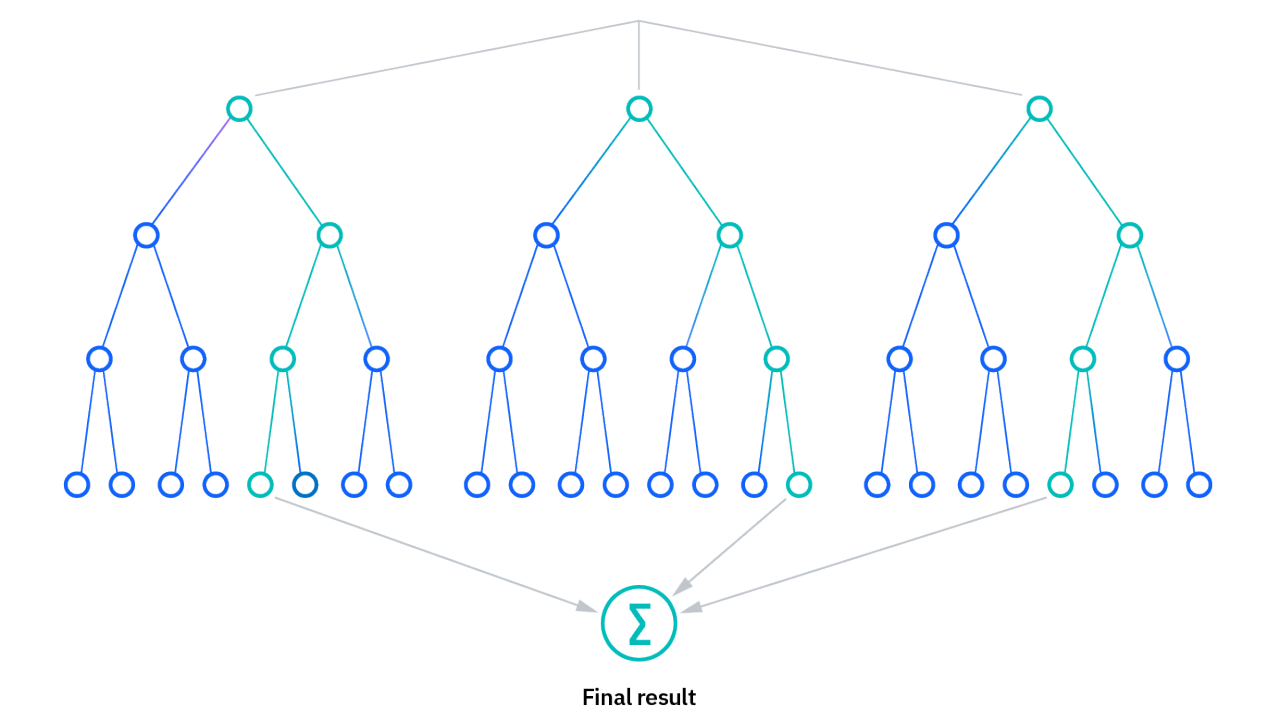 Σ
Final result